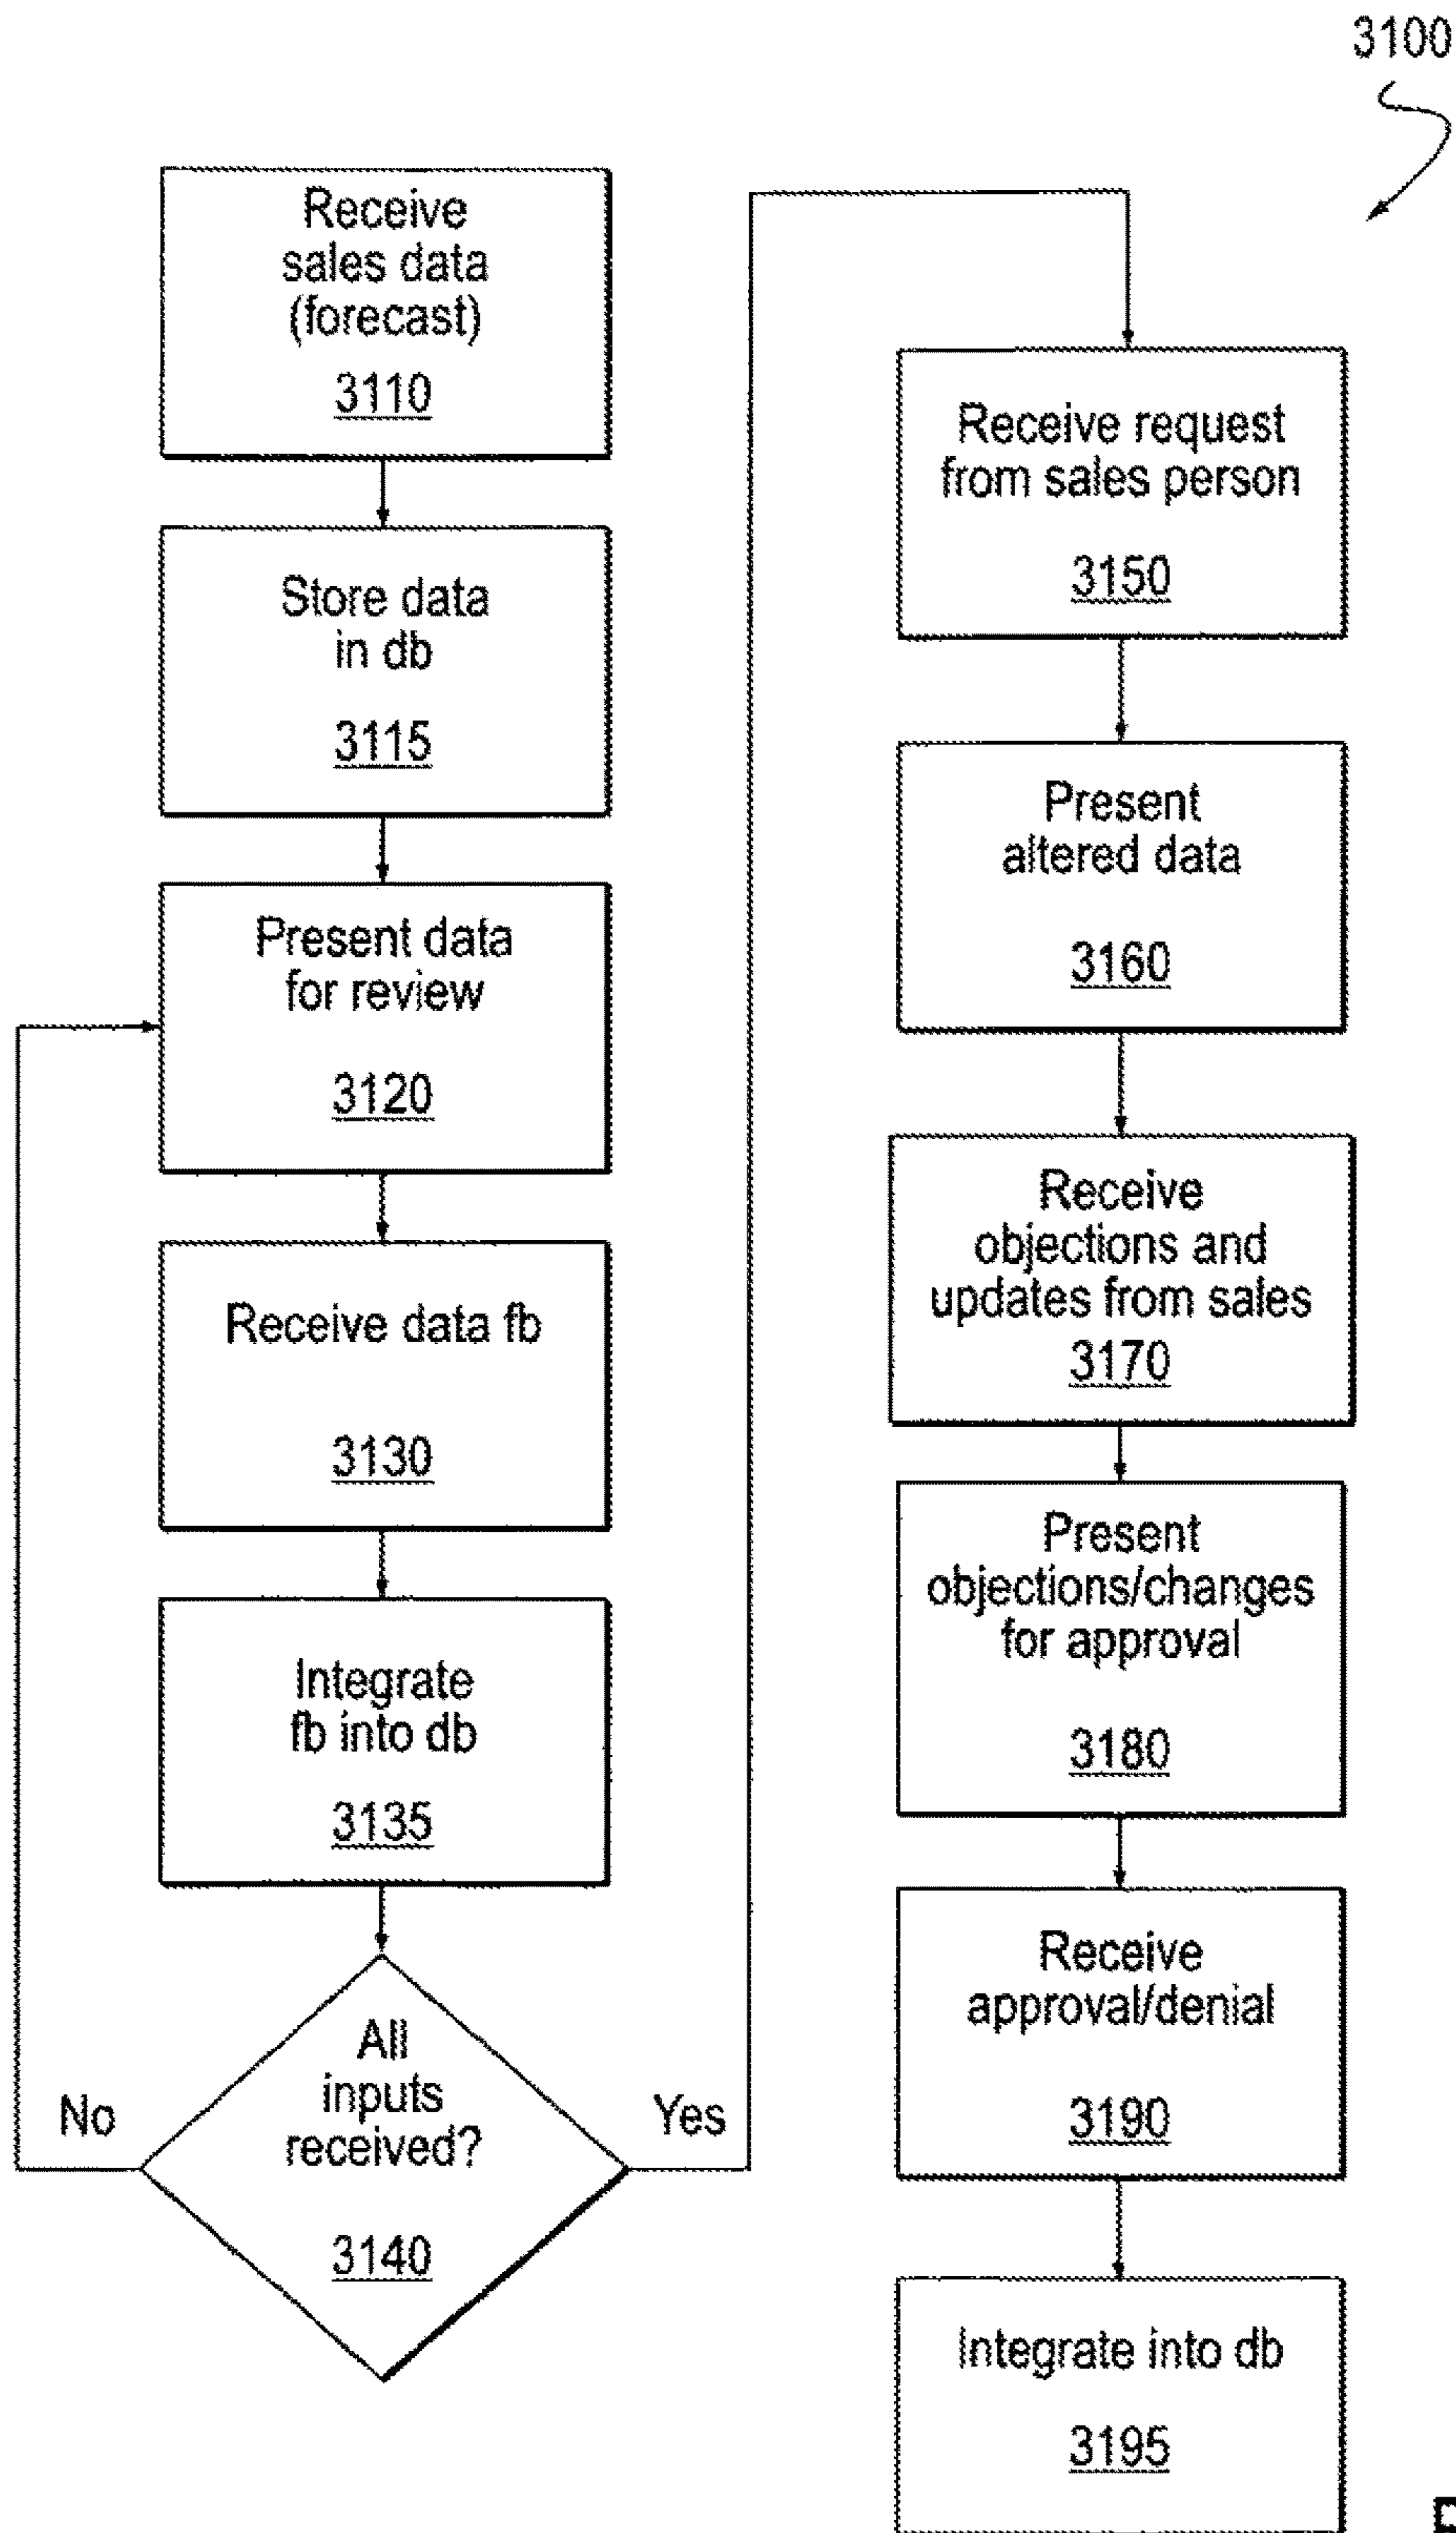 3100
Receive
sales data
(forecast)
3110
Store data
in db
3115
Present data
for review
3120
Receive data fb
3130
Integrate
fb into db
3135
All
inputs
received?
3140
No
Yes
Receive request
from sales person
3150
Present
altered data
3160
Receive
objections and
updates from sales
3170
Present
objections/changes
for approval
3180
Receive
approval/denial
3190
Integrate into db
3195